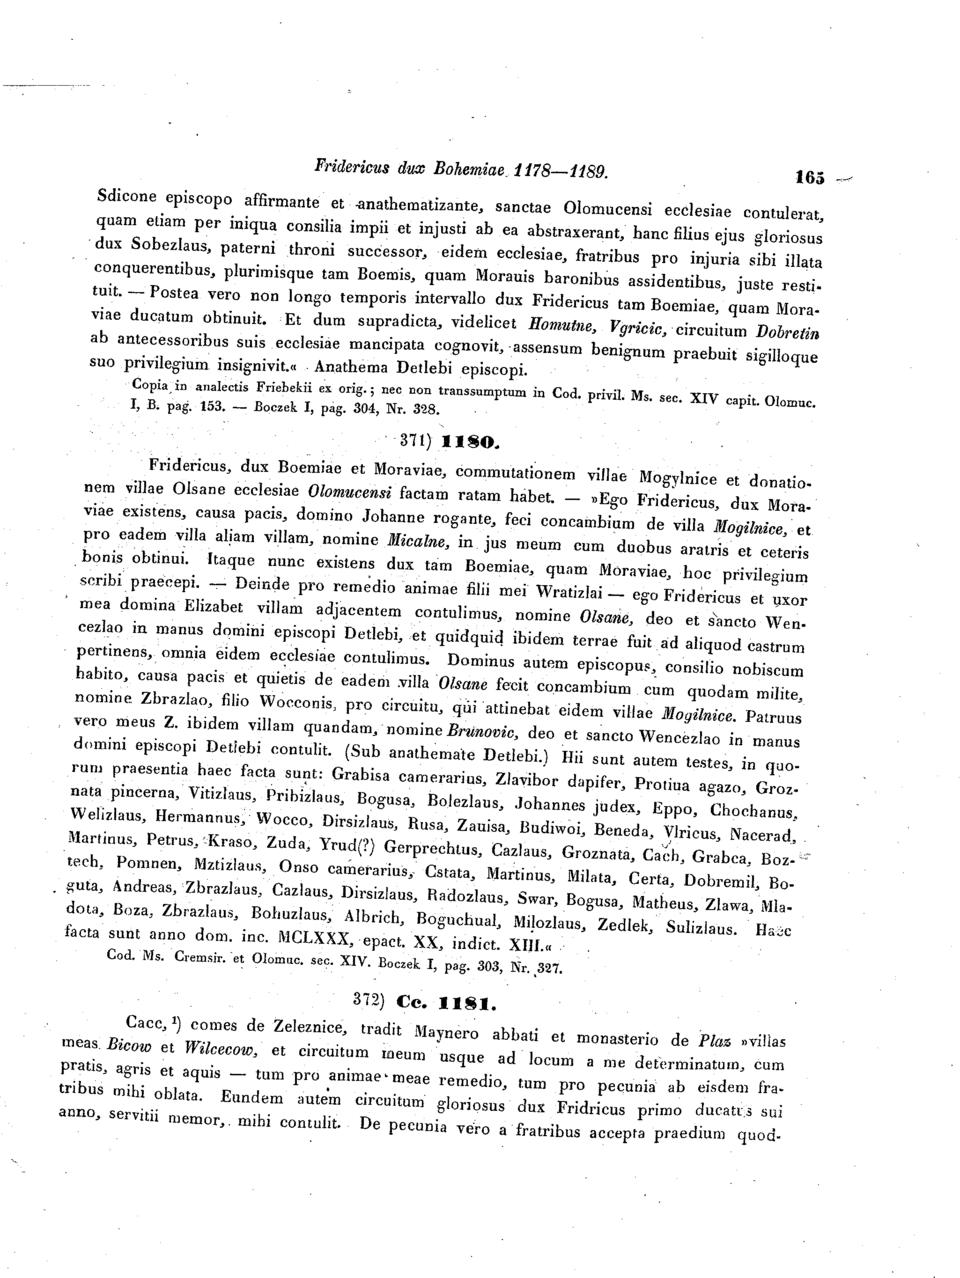 Fridericus dux Bohemiae 1178—1189. 165
Sdicone episcopo affirmante et anathematizante, sanctae Olomucensi ecclesiae contulerat,
quam etiam per iniqua consilia impii et injusti ab ea abstraxerant, hanc filius ejus gloriosus
dux Sobezlaus, paterni throni successor, eidem ecclesiae, fratribus pro injuria sibi illata
conquerentibus, plurimisque tam Boemis, quam Morauis baronibus assidentibus, juste resti-
tuit. — Postea vero non longo temporis intervallo dux Fridericus tam Boemiae, quam Mora-
viae ducatum obtinuit. Et dum supradicta, videlicet Homutne, Vgricic, circuitum Dobretin
ab antecessoribus suis ecclesiae mancipata cognovit, assensum benignum praebuit sigilloque
suo privilegium insignivit.« Anathema Detlebi episcopi.
Copia in analectis Friebekii ex orig.; nec non transsumptum in Cod. privil. Ms. sec. XIV capit. Olomuc.
I, B. pag. 153. — Boczek I, pag. 304, Nr. 328.
371) 1180.
Fridericus, dux Boemiae et Moraviae, commutationem villae Mogylnice et donatio-
nem villae Olsane ecclesiae Olomucensi factam ratam habet. — »Ego Fridericus, dux Mora-
viae existens, causa pacis, domino Johanne rogante, feci concambium de villa Mogilnice, et
pro eadem villa aliam villam, nomine Micalne, in jus meum cum duobus aratris et ceteris
bonis obtinui. Itaque nunc existens dux tam Boemiae, quam Moraviae, hoc privilegium
scribi praecepi. — Deinde pro remedio animae filii mei Wratizlai — ego Fridericus et uxor
mea domina Elizabet villam adjacentem contulimus, nomine Olsane, deo et sancto Wen-
cezlao in manus domini episcopi Detlebi, et quidquid ibidem terrae fuit ad aliquod castrum
pertinens, omnia eidem ecclesiae contulimus. Dominus autem episcopus, consilio nobiscum
habito, causa pacis et quietis de eadem villa Olsane fecit concambium cum quodam milite,
nomine Zbrazlao, filio Wocconis, pro circuitu, qui attinebat eidem villae Mogilnice. Patruus
vero meus Z. ibidem villam quandam, nomine Brunovic, deo et sancto Wencezlao in manus
domini episcopi Detlebi contulit. (Sub anathemate Detlebi.) Hii sunt autem testes, in quo-
rum praesentia haec facta sunt: Grabisa camerarius, Zlavibor dapifer, Protiua agazo, Groz-
nata pincerna, Vitizlaus, Pribizlaus, Bogusa, Bolezlaus, Johannes judex, Eppo, Chochanus,
Welizlaus, Hermannus, Wocco, Dirsizlaus, Rusa, Zauisa, Budiwoi, Beneda, Vlricus, Nacerad,
Martinus, Petrus, Kraso, Zuda, Yrud(?) Gerprechtus, Cazlaus, Groznata, Cach, Grabca, Boz-
tech, Pomnen, Mztizlaus, Onso camerarius, Cstata, Martinus, Milata, Certa, Dobremil, Bo-
guta, Andreas, Zbrazlaus, Cazlaus, Dirsizlaus, Radozlaus, Swar, Bogusa, Matheus, Zlawa, Mla-
dota, Boza, Zbrazlaus, Bohuzlaus, Albrich, Boguchual, Milozlaus, Zedlek, Sulizlaus. Haec
facta sunt anno dom. inc. MCLXXX, epact. XX, indict. XIII.«
Cod. Ms. Cremsir. et Olomuc. sec. XIV. Boczek I, pag. 303, Nr. 327.
372) Cc. 1181.
Cacc, ¹) comes de Zeleznice, tradit Maynero abbati et monasterio de Plaz »villas
meas Bicow et Wilcecow, et circuitum meum usque ad locum a me determinatum, cum
pratis, agris et aquis — tum pro animae meae remedio, tum pro pecunia ab eisdem fra-
tribus mihi oblata. Eundem autem circuitum gloriosus dux Fridricus primo ducatus sui
anno, servitii memor, mihi contulit. De pecunia vero a fratribus accepta praedium quod-